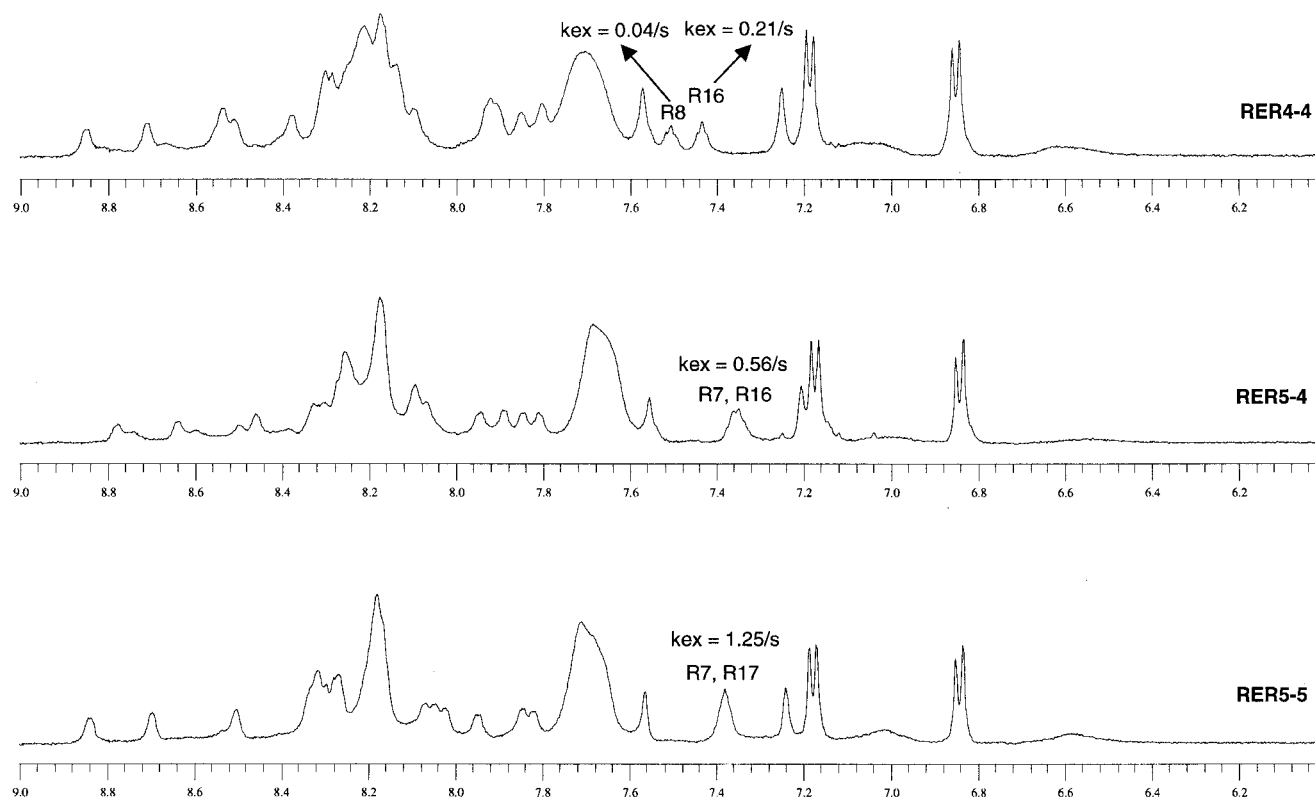 kex = 0.04/s kex = 0.21/s
R16
R8
RER4-4
9.0 8.8 8.6 8.4 8.2 8.0 7.8 7.6 7.4 7.2 7.0 6.8 6.6 6.4 6.2
kex = 0.56/s
R7, R16
RER5-4
9.0 8.8 8.6 8.4 8.2 8.0 7.8 7.6 7.4 7.2 7.0 6.8 6.6 6.4 6.2
kex = 1.25/s
R7, R17
RER5-5
9.0 8.8 8.6 8.4 8.2 8.0 7.8 7.6 7.4 7.2 7.0 6.8 6.6 6.4 6.2